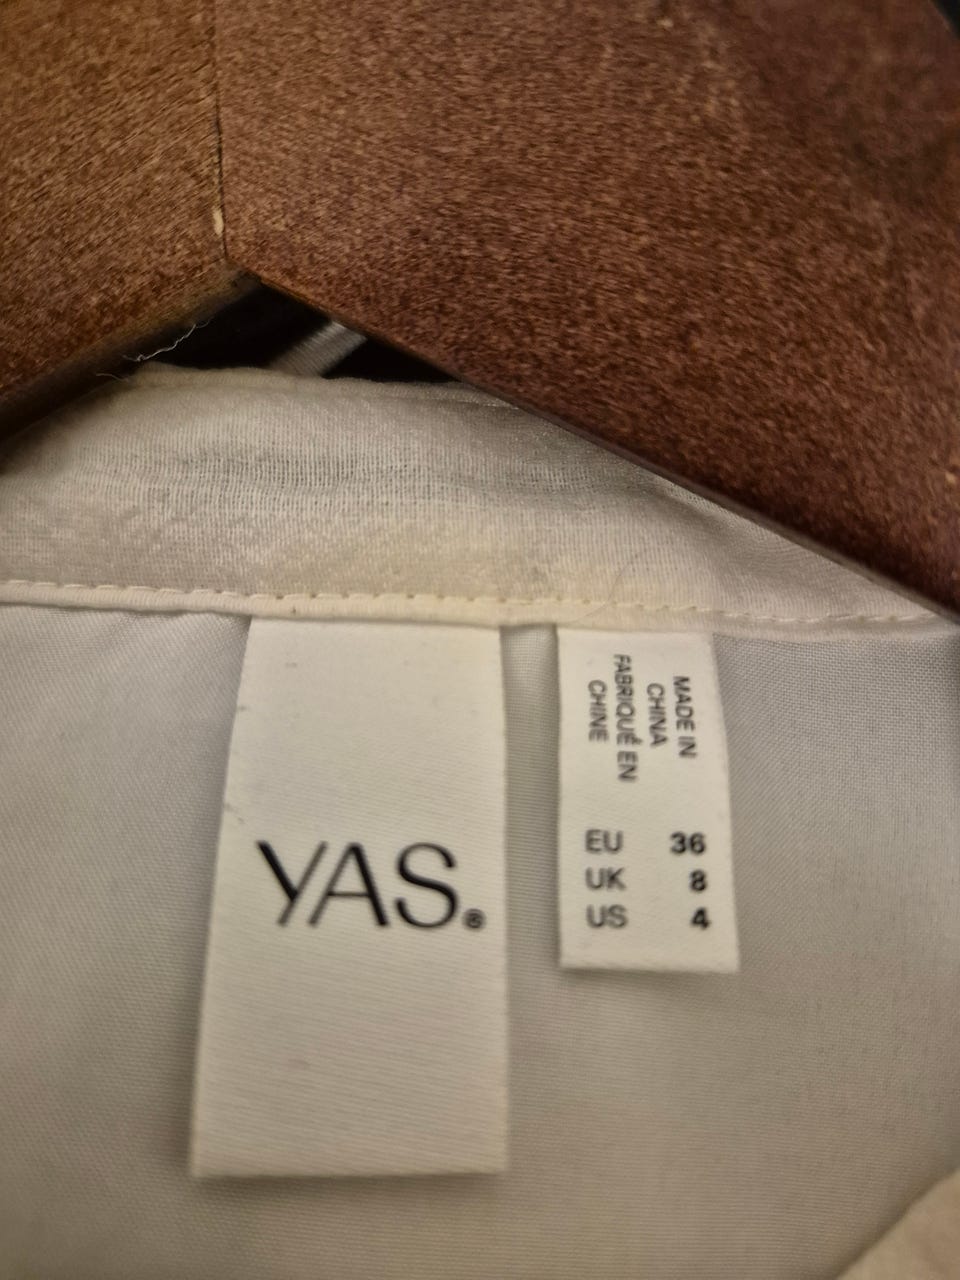 YAS.®
MADE IN
CHINA
FABRIQUÉ EN
CHINE
EU 36
UK 8
US 4